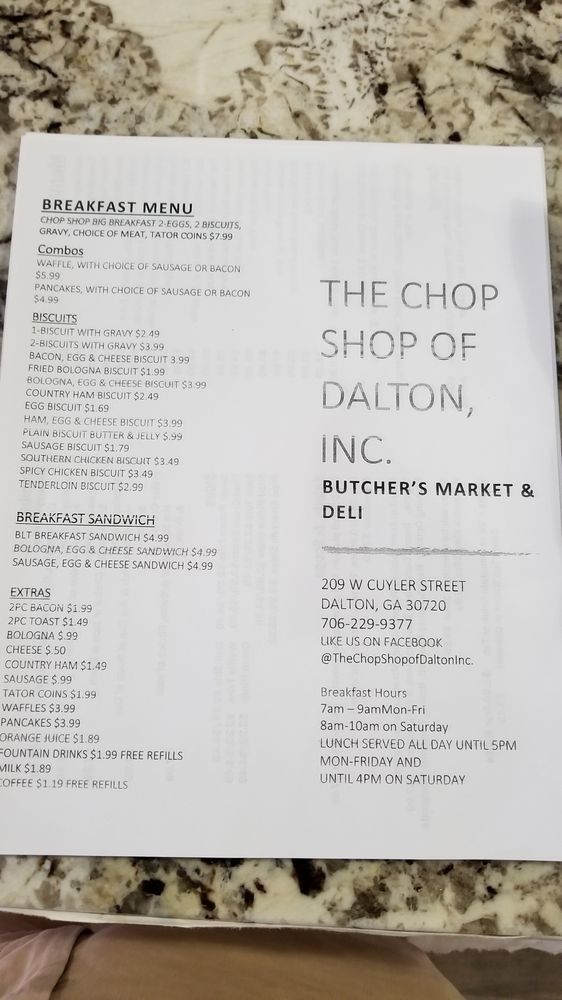 BREAKFAST MENU
CHOP SHOP BIG BREAKFAST 2-EGGS, 2 BISCUITS,
GRAVY, CHOICE OF MEAT, TATOR COINS $7.99
Combos
WAFFLE, WITH CHOICE OF SAUSAGE OR BACON
$5.99
PANCAKES, WITH CHOICE OF SAUSAGE OR BACON
$4.99
BISCUITS
1-BISCUIT WITH GRAVY $2.49
2-BISCUITS WITH GRAVY $3.99
BACON, EGG & CHEESE BISCUIT 3.99
FRIED BOLOGNA BISCUIT $1.99
BOLOGNA, EGG & CHEESE BISCUIT $3.99
COUNTRY HAM BISCUIT $2.49
EGG BISCUIT $1.69
HAM, EGG & CHEESE BISCUIT $3.99
PLAIN BISCUIT BUTTER & JELLY $.99
SAUSAGE BISCUIT $1.79
SOUTHERN CHICKEN BISCUIT $3.49
SPICY CHICKEN BISCUIT $3.49
TENDERLOIN BISCUIT $2.99
BREAKFAST SANDWICH
BLT BREAKFAST SANDWICH $4.99
BOLOGNA, EGG & CHEESE SANDWICH $4.99
SAUSAGE, EGG & CHEESE SANDWICH $4.99
EXTRAS
2PC BACON $1.99
2PC TOAST $1.49
BOLOGNA $.99
CHEESE $.50
COUNTRY HAM $1.49
SAUSAGE $.99
TATOR COINS $1.99
WAFFLES $3.99
PANCAKES $3.99
ORANGE JUICE $1.89
FOUNTAIN DRINKS $1.99 FREE REFILLS
MILK $1.89
COFFEE $1.19 FREE REFILLS
THE CHOP
SHOP OF
DALTON,
INC.
BUTCHER'S MARKET &
DELI
209 W CUYLER STREET
DALTON, GA 30720
706-229-9377
LIKE US ON FACEBOOK
@TheChopShopofDaltonInc.
Breakfast Hours
7am – 9amMon-Fri
8am-10am on Saturday
LUNCH SERVED ALL DAY UNTIL 5PM
MON-FRIDAY AND
UNTIL 4PM ON SATURDAY